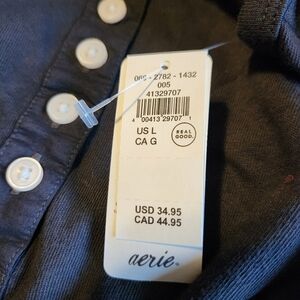 - 2782 - 1432
005
41329707
4 00413 29707 1
US L
CA G
REAL
GOOD.
USD 34.95
CAD 44.95
aerie®